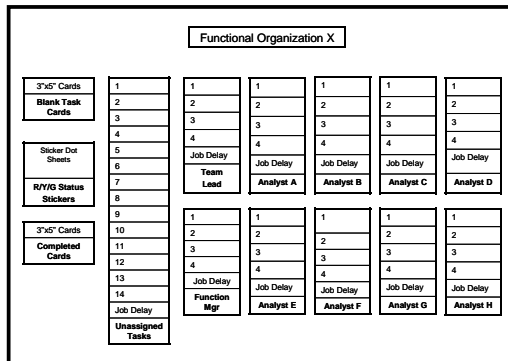 Functional Organization X
3"x5" Cards
Blank Task
Cards
Sticker Dot
Sheets
R/Y/G Status
Stickers
3"x5" Cards
Completed
Cards
1
2
3
4
5
6
7
8
9
10
11
12
13
14
Job Delay
Unassigned
Tasks
1
2
3
4
Job Delay
Team
Lead
1
2
3
4
Job Delay
Analyst A
1
2
3
4
Job Delay
Analyst B
1
2
3
4
Job Delay
Analyst C
1
2
3
4
Job Delay
Analyst D
1
2
3
4
Job Delay
Function
Mgr
1
2
3
4
Job Delay
Analyst E
1
2
3
4
Job Delay
Analyst F
1
2
3
4
Job Delay
Analyst G
1
2
3
4
Job Delay
Analyst H